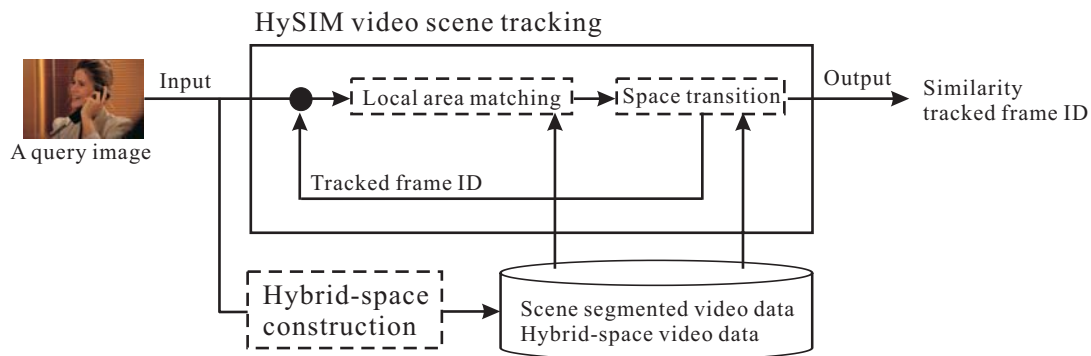 HySIM video scene tracking
Input
A query image
Local area matching
Space transition
Output
Similarity
tracked frame ID
Tracked frame ID
Hybrid-space
construction
Scene segmented video data
Hybrid-space video data